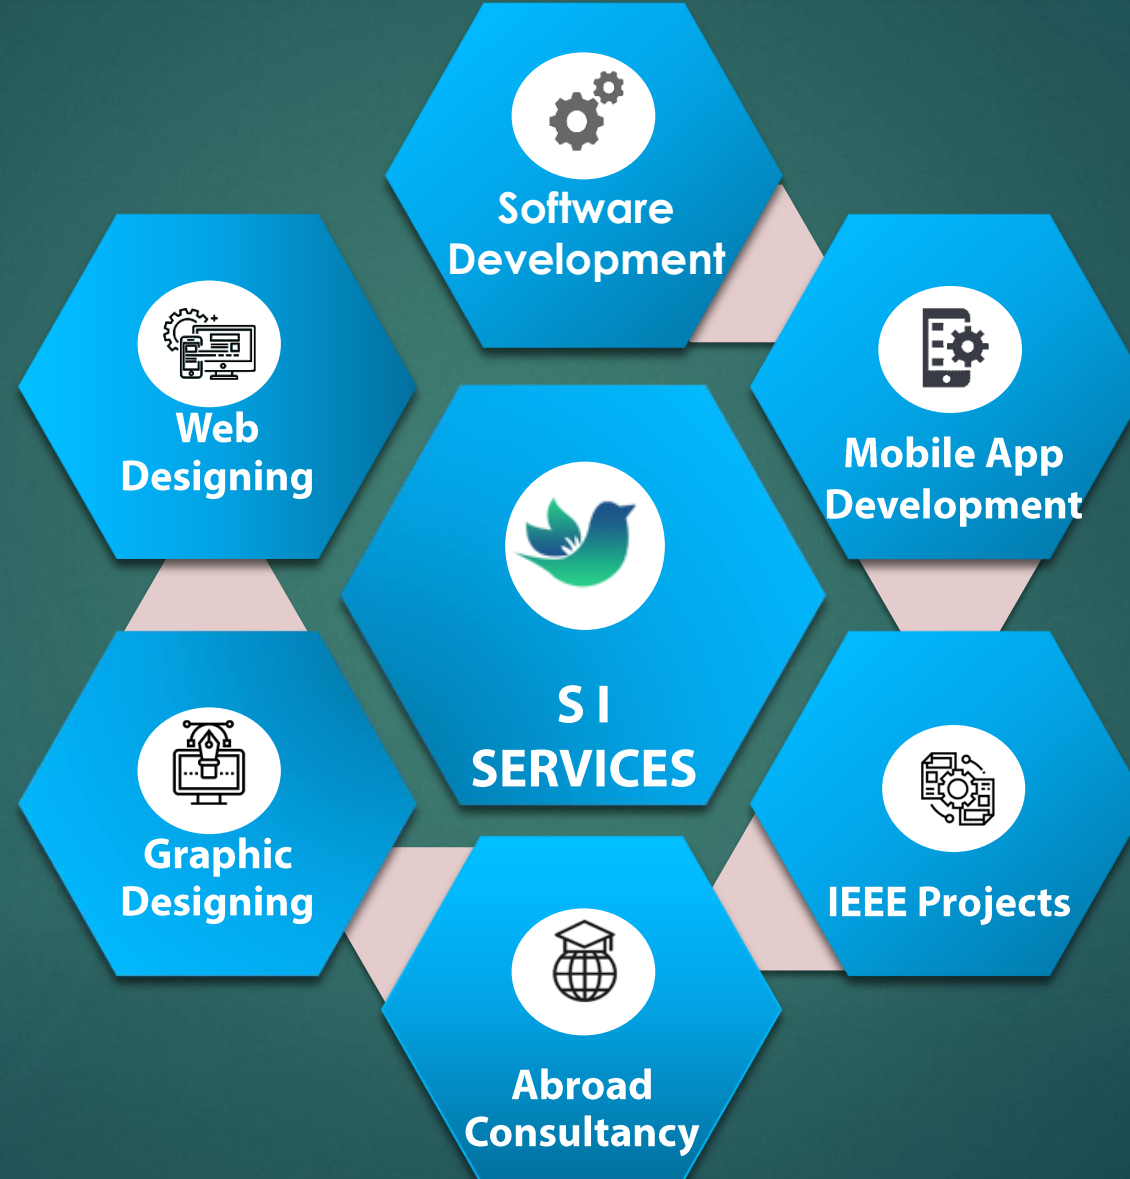 Software
Development
Web
Designing
Mobile App
Development
S I
SERVICES
Graphic
Designing
IEEE Projects
Abroad
Consultancy